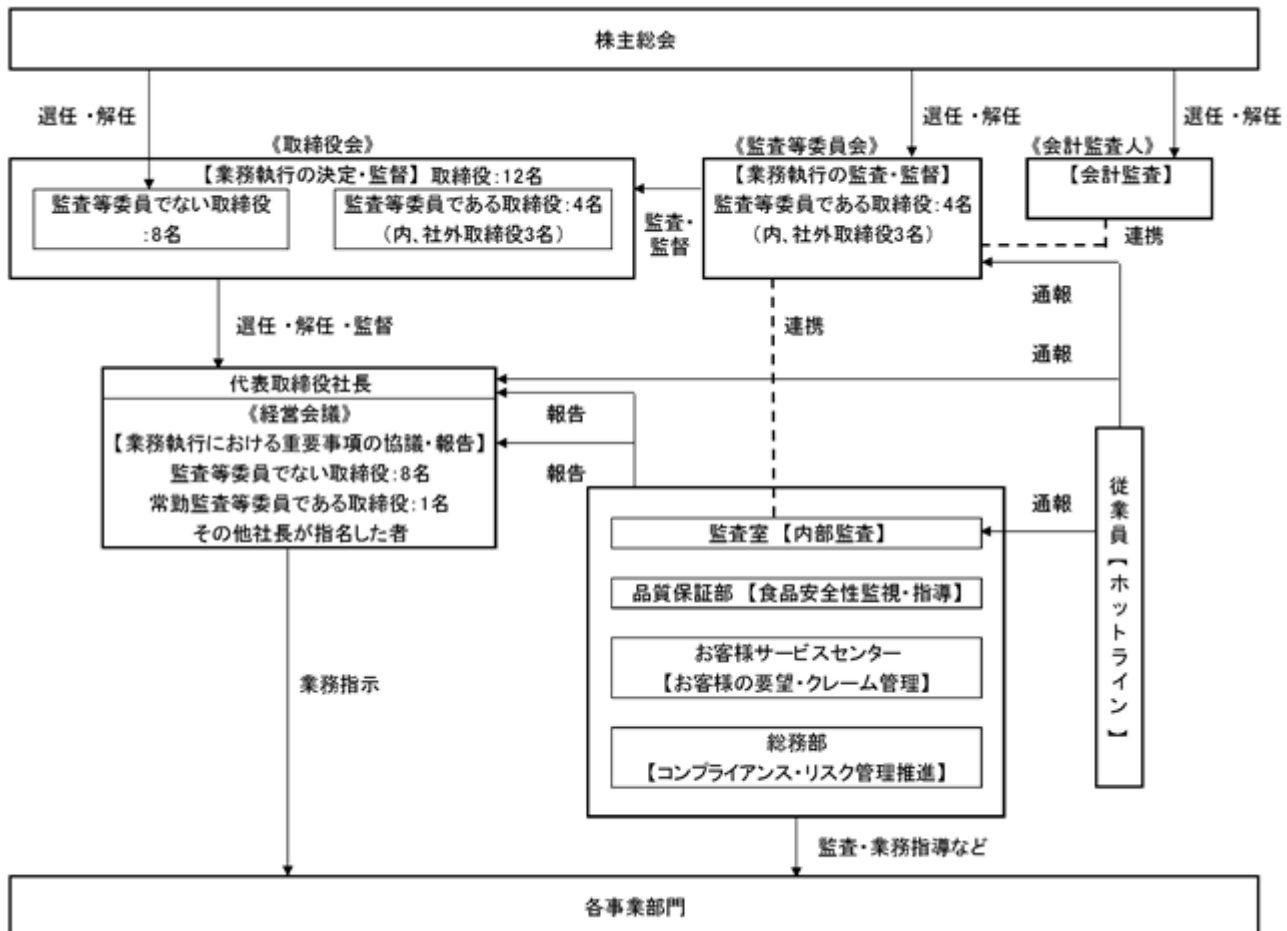 株主総会
選任・解任
選任・解任
選任・解任
《取締役会》
《監査等委員会》
《会計監査人》
【業務執行の決定・監督】取締役:12名
監査等委員でない取締役
:8名
監査等委員である取締役:4名
(内、社外取締役3名)
監査・
監督
【業務執行の監査・監督】
監査等委員である取締役:4名
(内、社外取締役3名)
【会計監査】
連携
通報
選任・解任・監督
連携
通報
代表取締役社長
《経営会議》
【業務執行における重要事項の協議・報告】
監査等委員でない取締役:8名
常勤監査等委員である取締役:1名
その他社長が指名した者
報告
報告
通報
従業員【ホットライン】
監査室【内部監査】
品質保証部【食品安全性監視・指導】
お客様サービスセンター
【お客様の要望・クレーム管理】
総務部
【コンプライアンス・リスク管理推進】
業務指示
監査・業務指導など
各事業部門